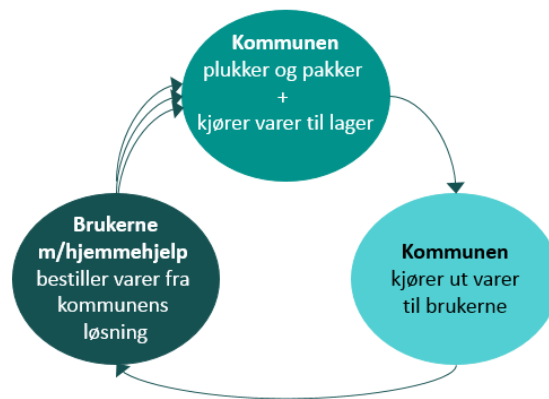 Kommunen
plukker og pakker
+
kjører varer til lager
Brukerne
m/hjemmehjelp
bestiller varer fra
kommunens
løsning
Kommunen
kjører ut varer
til brukerne